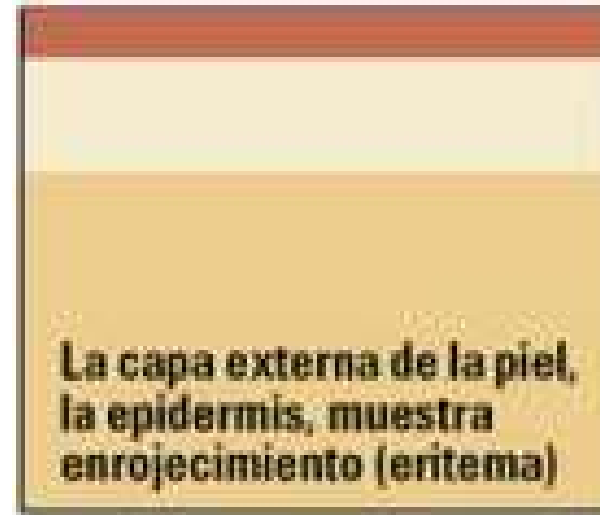 La capa externa de la piel,
la epidermis, muestra
enrojecimiento (eritema)